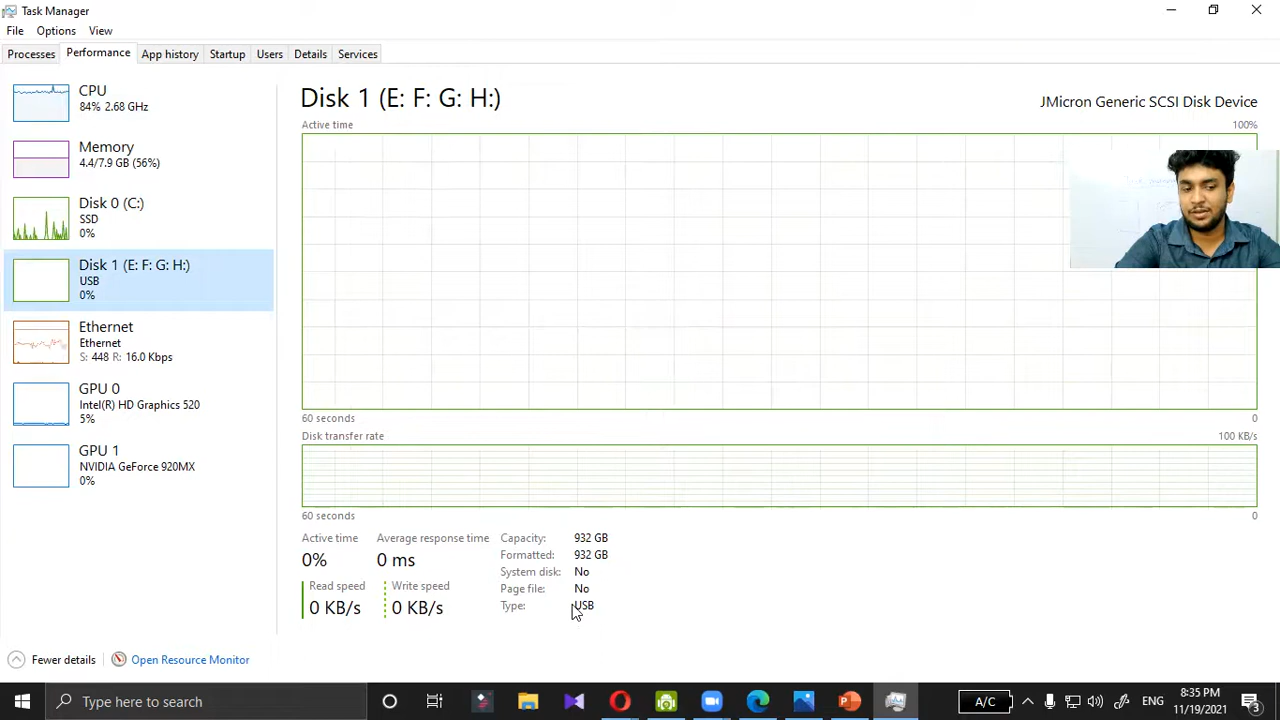 Task Manager
File Options View
Processes Performance App history Startup Users Details Services
CPU
84% 2.68 GHz
Memory
4.4/7.9 GB (56%)
Disk 0 (C:)
SSD
0%
Disk 1 (E: F: G: H:)
USB
0%
Ethernet
Ethernet
S: 448 R: 16.0 Kbps
GPU 0
Intel(R) HD Graphics 520
5%
GPU 1
NVIDIA GeForce 920MX
0%
Disk 1 (E: F: G: H:)
JMicron Generic SCSI Disk Device
Active time 100%
60 seconds 0
Disk transfer rate 100 KB/s
60 seconds 0
Active time
0%
Average response time
0 ms
Read speed
0 KB/s
Write speed
0 KB/s
Capacity: 932 GB
Formatted: 932 GB
System disk: No
Page file: No
Type: USB
Fewer details Open Resource Monitor
Type here to search
A/C
ENG
8:35 PM
11/19/2021
3